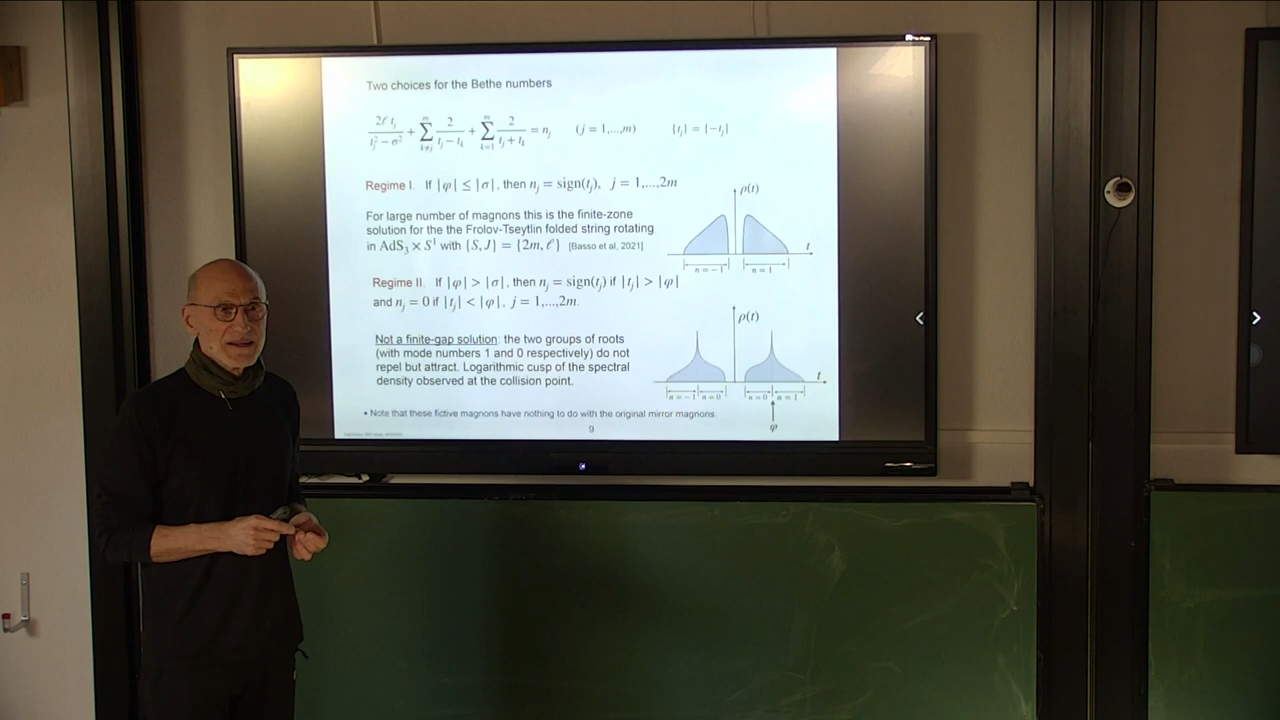 Two choices for the Bethe numbers
2ℓ t_j / (t_j² − σ²) + Σ_{k≠j}^{m} 2 / (t_j − t_k) + Σ_{k=1}^{m} 2 / (t_j + t_k) = n_j (j = 1,...,m) {t_j} = {−t_j}
Regime I. If |φ| ≤ |σ|, then n_j = sign(t_j), j = 1,...,2m
For large number of magnons this is the finite-zone
solution for the the Frolov-Tseytlin folded string rotating
in AdS₃ × S¹ with {S, J} = {2m, ℓ} [Basso et al, 2021]
ρ(t)
t
n = −1 n = 1
Regime II. If |φ| > |σ|, then n_j = sign(t_j) if |t_j| > |φ|
and n_j = 0 if |t_j| < |φ|, j = 1,...,2m.
Not a finite-gap solution: the two groups of roots
(with mode numbers 1 and 0 respectively) do not
repel but attract. Logarithmic cusp of the spectral
density observed at the collision point.
ρ(t)
t
n = −1 n = 0 n = 0 n = 1
φ
• Note that these fictive magnons have nothing to do with the original mirror magnons.
9